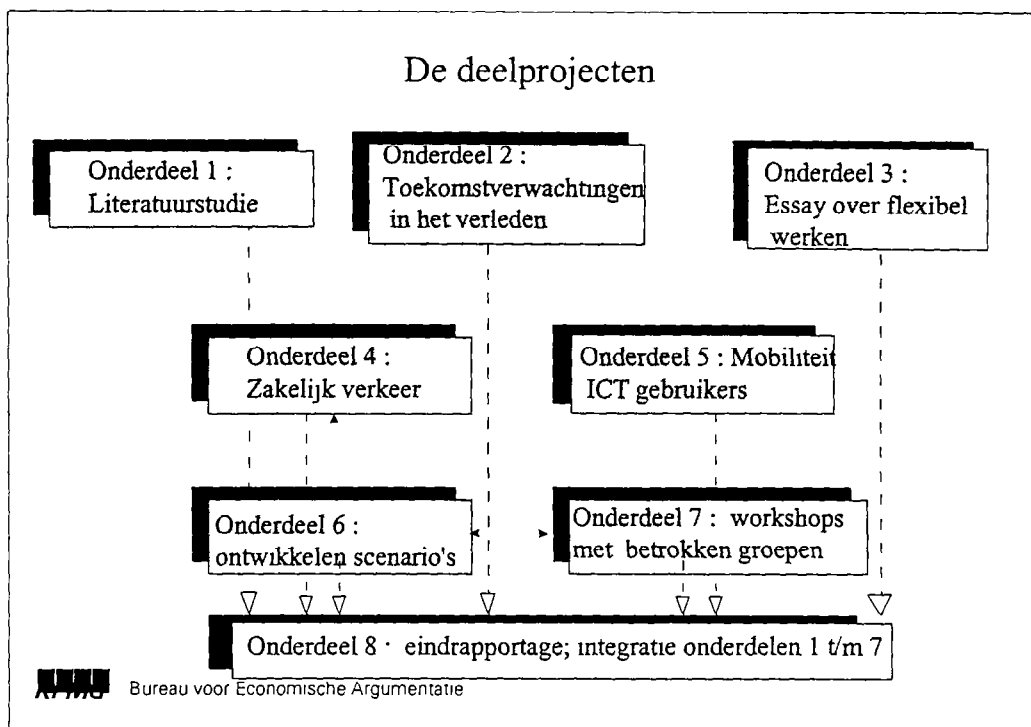 De deelprojecten
Onderdeel 1 :
Literatuurstudie
Onderdeel 2 :
Toekomstverwachtingen
in het verleden
Onderdeel 3 :
Essay over flexibel
werken
Onderdeel 4 :
Zakelijk verkeer
Onderdeel 5 : Mobiliteit
ICT gebruikers
Onderdeel 6 :
ontwikkelen scenario's
Onderdeel 7 : workshops
met betrokken groepen
Onderdeel 8 · eindrapportage; integratie onderdelen 1 t/m 7
KPMG Bureau voor Economische Argumentatie